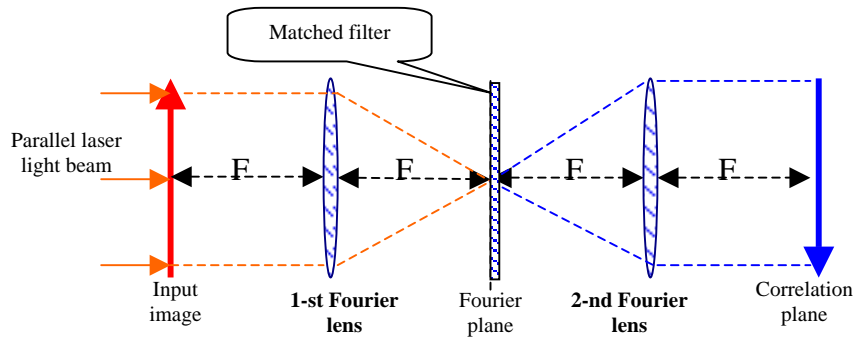 Matched filter
Parallel laser
light beam
F
F
F
F
Input
image
1-st Fourier
lens
Fourier
plane
2-nd Fourier
lens
Correlation
plane